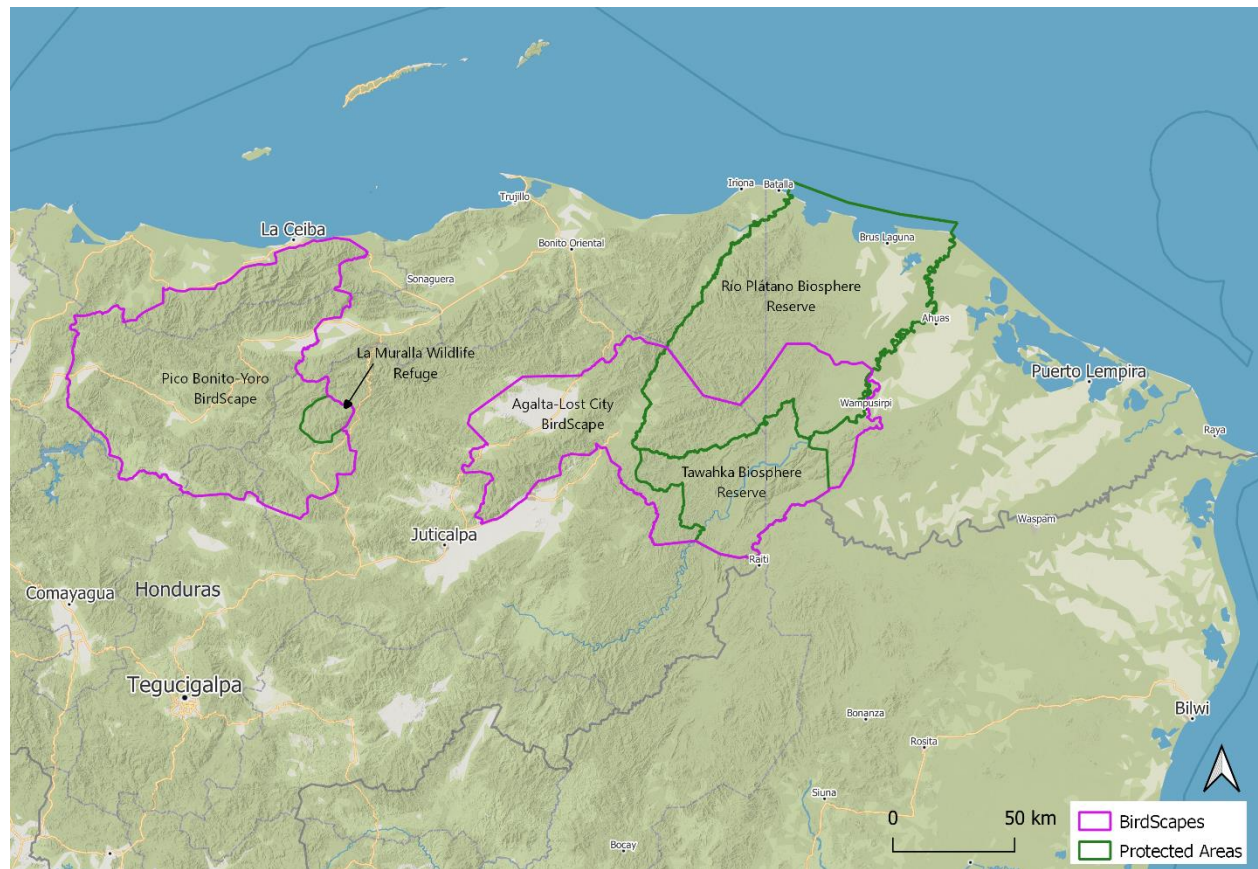 Iriona
Batalla
Trujillo
La Ceiba
Brus Laguna
Bonito Oriental
Sonaguera
Río Plátano Biosphere
Reserve
Ahuas
La Muralla Wildlife
Refuge
Puerto Lempira
Pico Bonito-Yoro
BirdScape
Agalta-Lost City
BirdScape
Wampusirpi
Raya
Tawahka Biosphere
Reserve
Waspam
Juticalpa
Raiti
Comayagua
Honduras
Tegucigalpa
Bilwi
Bonanza
Rosita
Siuna
Bocay
0 50 km
BirdScapes
Protected Areas